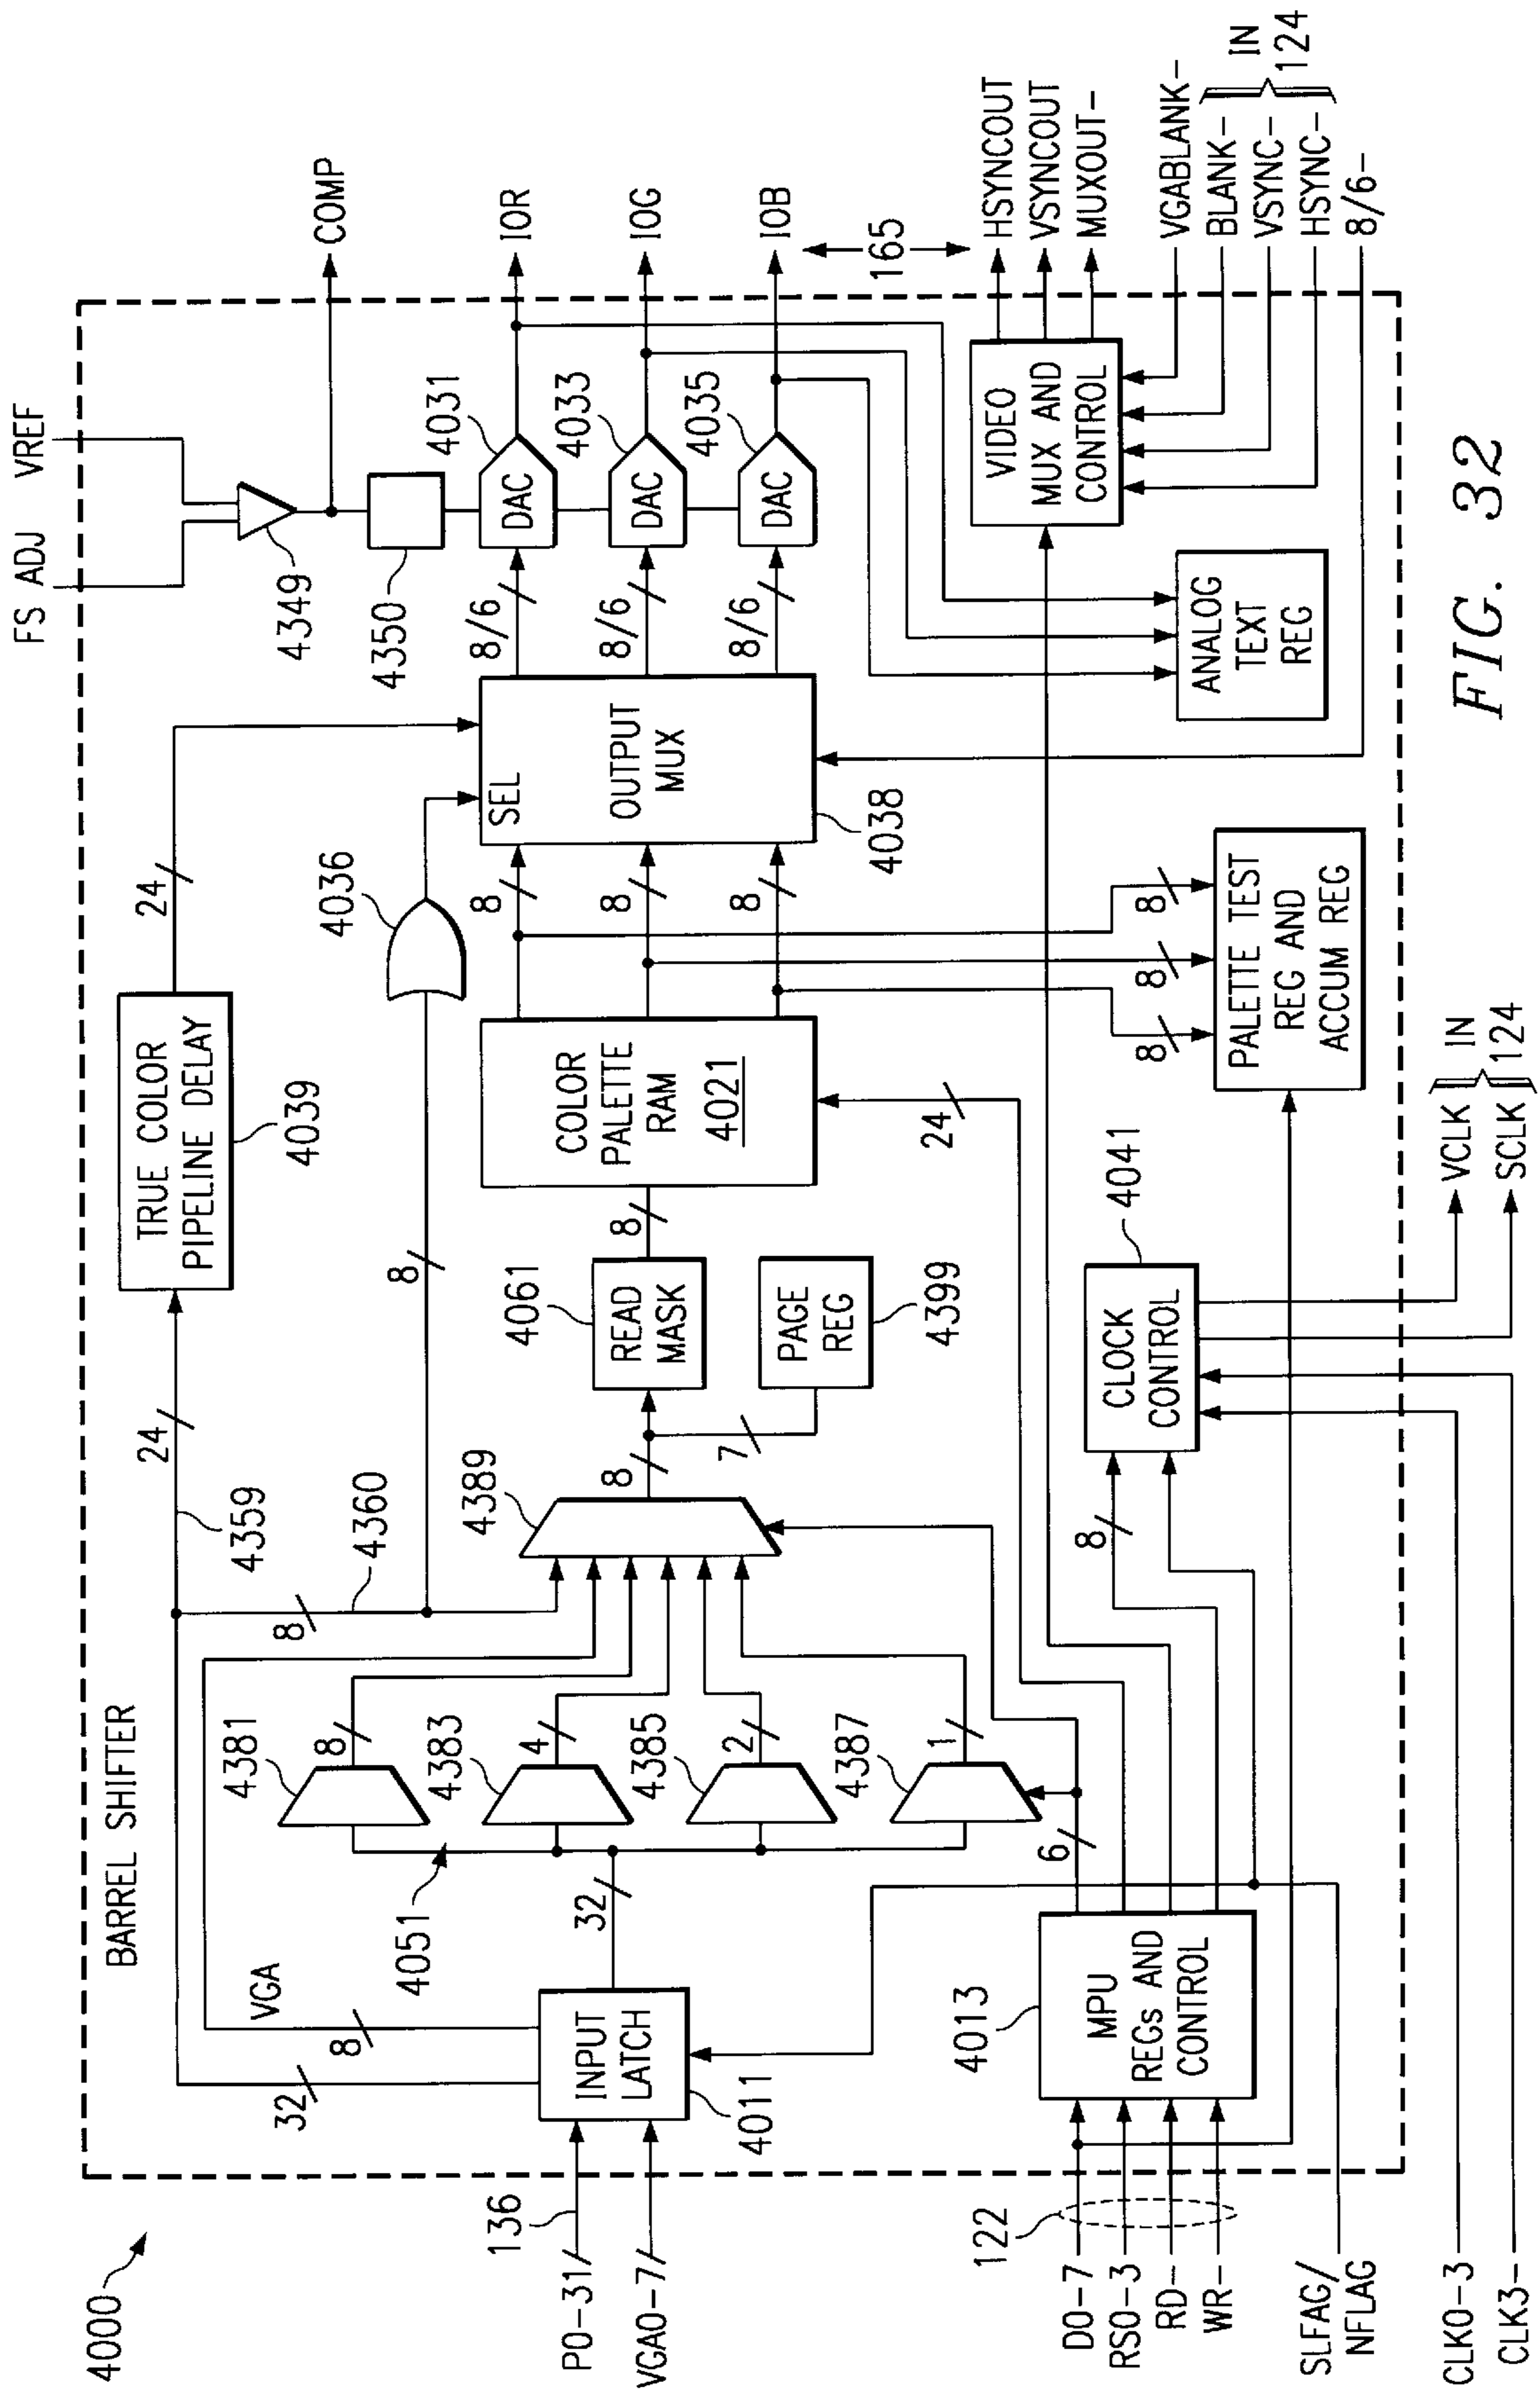 4000
BARREL SHIFTER
FS ADJ
VREF
32
VGA
8
24
4359
8
4360
TRUE COLOR
PIPELINE DELAY
4039
24
4349
COMP
4381
8
4383
4
4385
2
4387
1
4051
32
4389
8
4036
4350
8
7
READ
MASK
4061
PAGE
REG
4399
8
COLOR
PALETTE
RAM
4021
24
8
8
8
SEL
OUTPUT
MUX
4038
8/6
8/6
8/6
DAC
4031
DAC
4033
DAC
4035
IOR
IOG
IOB
165
PO-31
136
VGAO-7
INPUT
LATCH
4011
DO-7
RSO-3
RD-
WR-
122
4013
MPU
REGs AND
CONTROL
6
8
CLOCK
CONTROL
4041
8
8
8
PALETTE TEST
REG AND
ACCUM REG
ANALOG
TEXT
REG
VIDEO
MUX AND
CONTROL
HSYNCOUT
VSYNCOUT
MUXOUT-
VGABLANK-
BLANK-
VSYNC-
HSYNC-
IN
124
8/6-
SLFAG/
NFLAG
CLKO-3
CLK3-
VCLK
SCLK
IN
124
FIG. 32